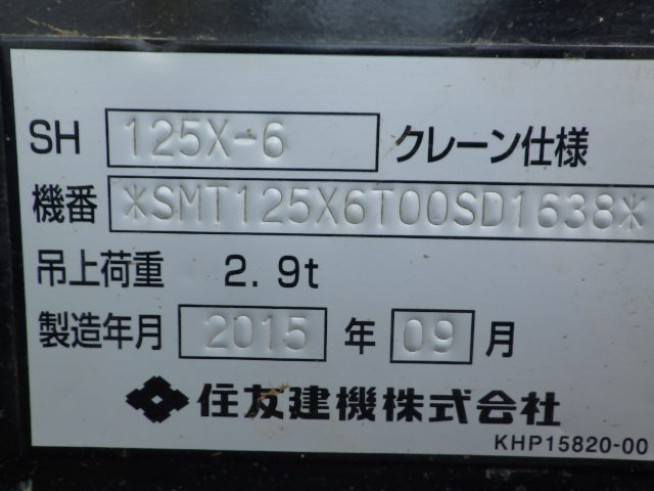 SH 125X-6 クレーン仕様
機番 *SMT125X6T00SD1638*
吊上荷重 2.9t
製造年月 2015 年 09 月
住友建機株式会社
KHP15820-00